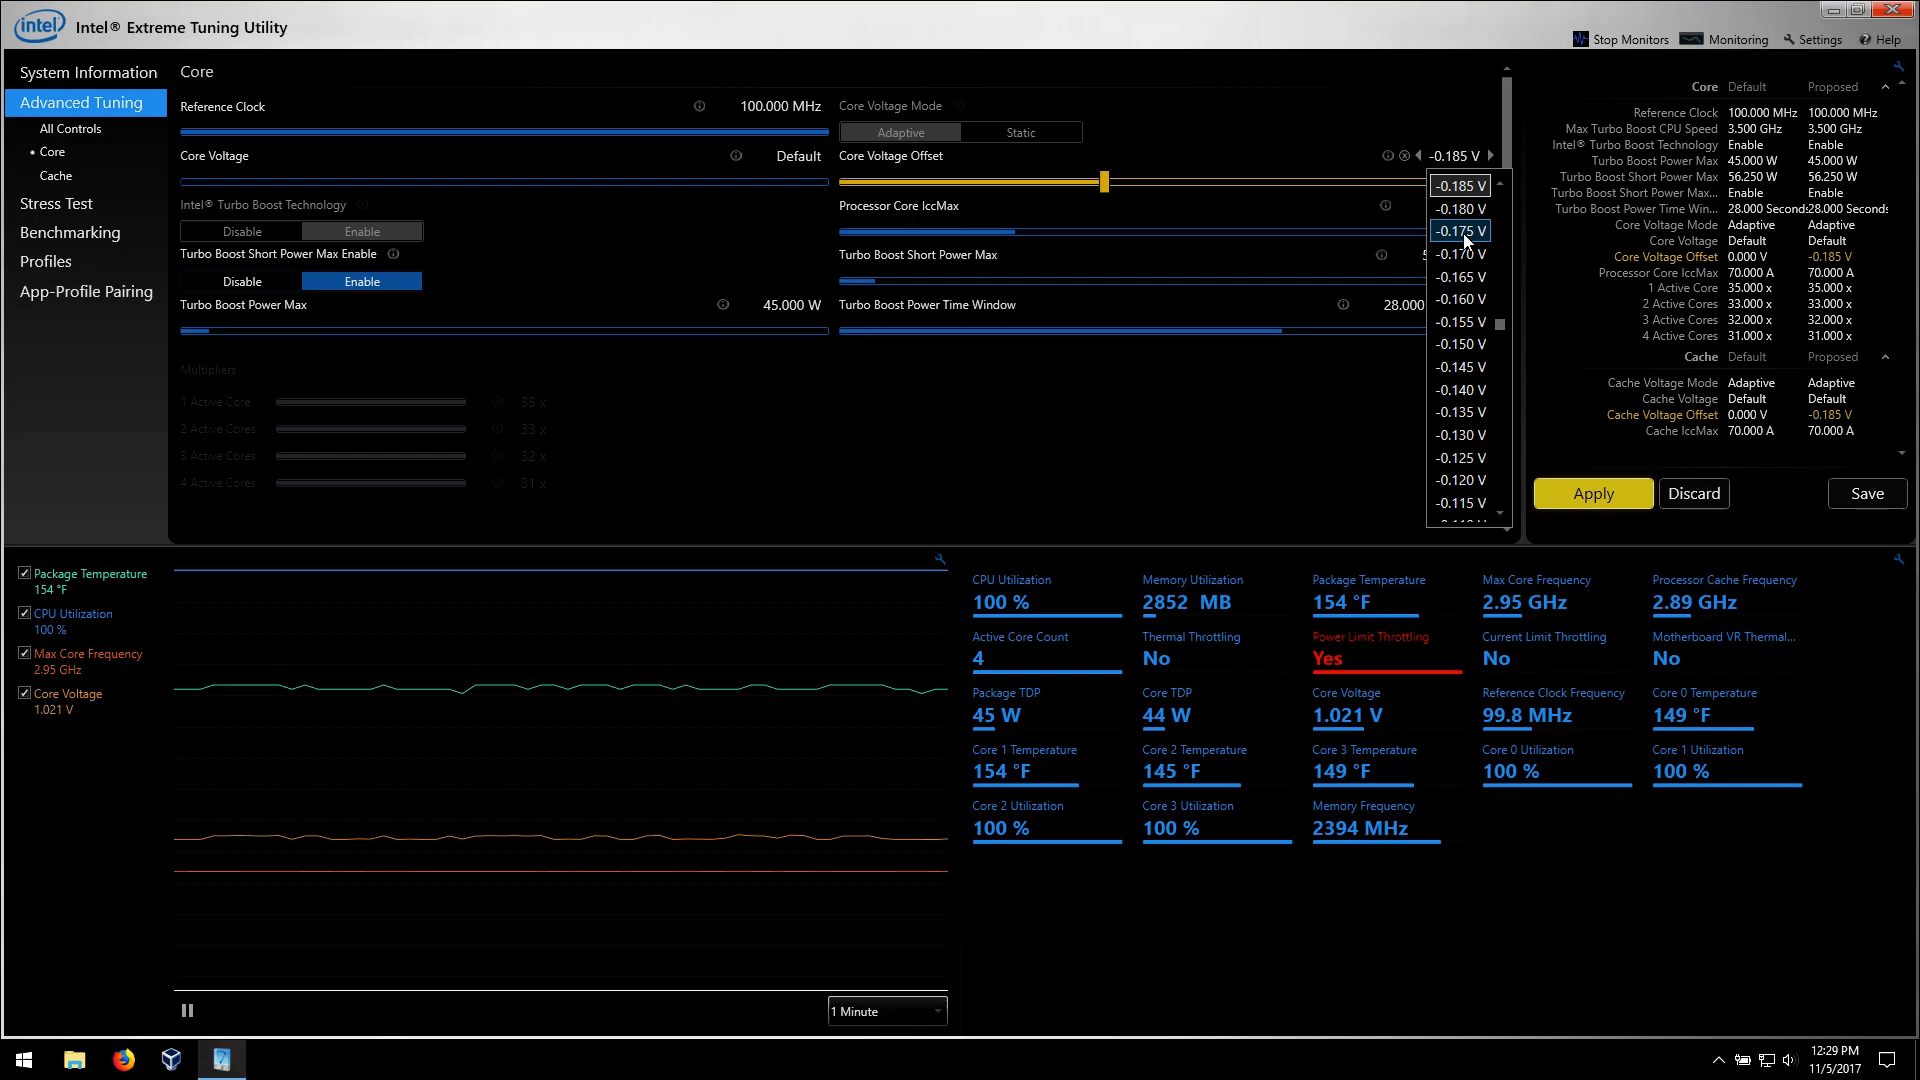 intel
Intel® Extreme Tuning Utility
Stop Monitors
Monitoring
Settings
Help
System Information
Advanced Tuning
All Controls
• Core
Cache
Stress Test
Benchmarking
Profiles
App-Profile Pairing
Core
Reference Clock 100.000 MHz
Core Voltage Default
Intel® Turbo Boost Technology
Disable Enable
Turbo Boost Short Power Max Enable
Disable Enable
Turbo Boost Power Max 45.000 W
Multipliers
1 Active Core 35 x
2 Active Cores 33 x
3 Active Cores 32 x
4 Active Cores 31 x
Core Voltage Mode
Adaptive Static
Core Voltage Offset -0.185 V
Processor Core IccMax
Turbo Boost Short Power Max
Turbo Boost Power Time Window 28.000
-0.185 V
-0.180 V
-0.175 V
-0.170 V
-0.165 V
-0.160 V
-0.155 V
-0.150 V
-0.145 V
-0.140 V
-0.135 V
-0.130 V
-0.125 V
-0.120 V
-0.115 V
Core Default Proposed
Reference Clock 100.000 MHz 100.000 MHz
Max Turbo Boost CPU Speed 3.500 GHz 3.500 GHz
Intel® Turbo Boost Technology Enable Enable
Turbo Boost Power Max 45.000 W 45.000 W
Turbo Boost Short Power Max 56.250 W 56.250 W
Turbo Boost Short Power Max... Enable Enable
Turbo Boost Power Time Win... 28.000 Seconds 28.000 Seconds
Core Voltage Mode Adaptive Adaptive
Core Voltage Default Default
Core Voltage Offset 0.000 V -0.185 V
Processor Core IccMax 70.000 A 70.000 A
1 Active Core 35.000 x 35.000 x
2 Active Cores 33.000 x 33.000 x
3 Active Cores 32.000 x 32.000 x
4 Active Cores 31.000 x 31.000 x
Cache Default Proposed
Cache Voltage Mode Adaptive Adaptive
Cache Voltage Default Default
Cache Voltage Offset 0.000 V -0.185 V
Cache IccMax 70.000 A 70.000 A
Apply Discard Save
Package Temperature
154 °F
CPU Utilization
100 %
Max Core Frequency
2.95 GHz
Core Voltage
1.021 V
1 Minute
CPU Utilization Memory Utilization Package Temperature Max Core Frequency Processor Cache Frequency
100 % 2852 MB 154 °F 2.95 GHz 2.89 GHz
Active Core Count Thermal Throttling Power Limit Throttling Current Limit Throttling Motherboard VR Thermal...
4 No Yes No No
Package TDP Core TDP Core Voltage Reference Clock Frequency Core 0 Temperature
45 W 44 W 1.021 V 99.8 MHz 149 °F
Core 1 Temperature Core 2 Temperature Core 3 Temperature Core 0 Utilization Core 1 Utilization
154 °F 145 °F 149 °F 100 % 100 %
Core 2 Utilization Core 3 Utilization Memory Frequency
100 % 100 % 2394 MHz
12:29 PM
11/5/2017